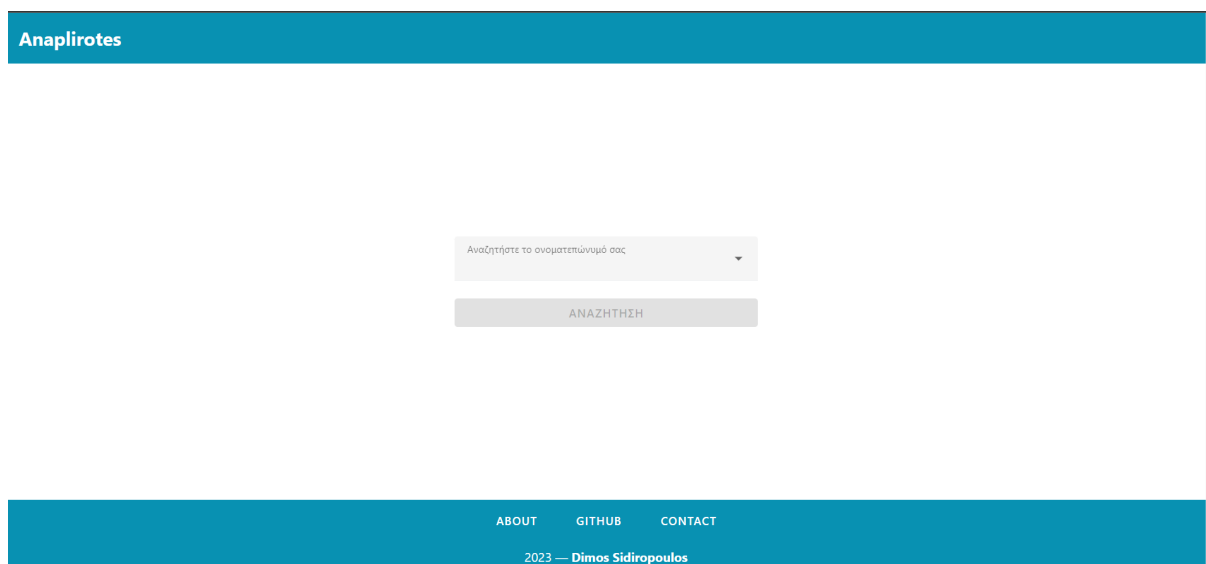 Anaplirotes
Αναζητήστε το ονοματεπώνυμό σας
ΑΝΑΖΗΤΗΣΗ
ABOUT GITHUB CONTACT
2023 — Dimos Sidiropoulos